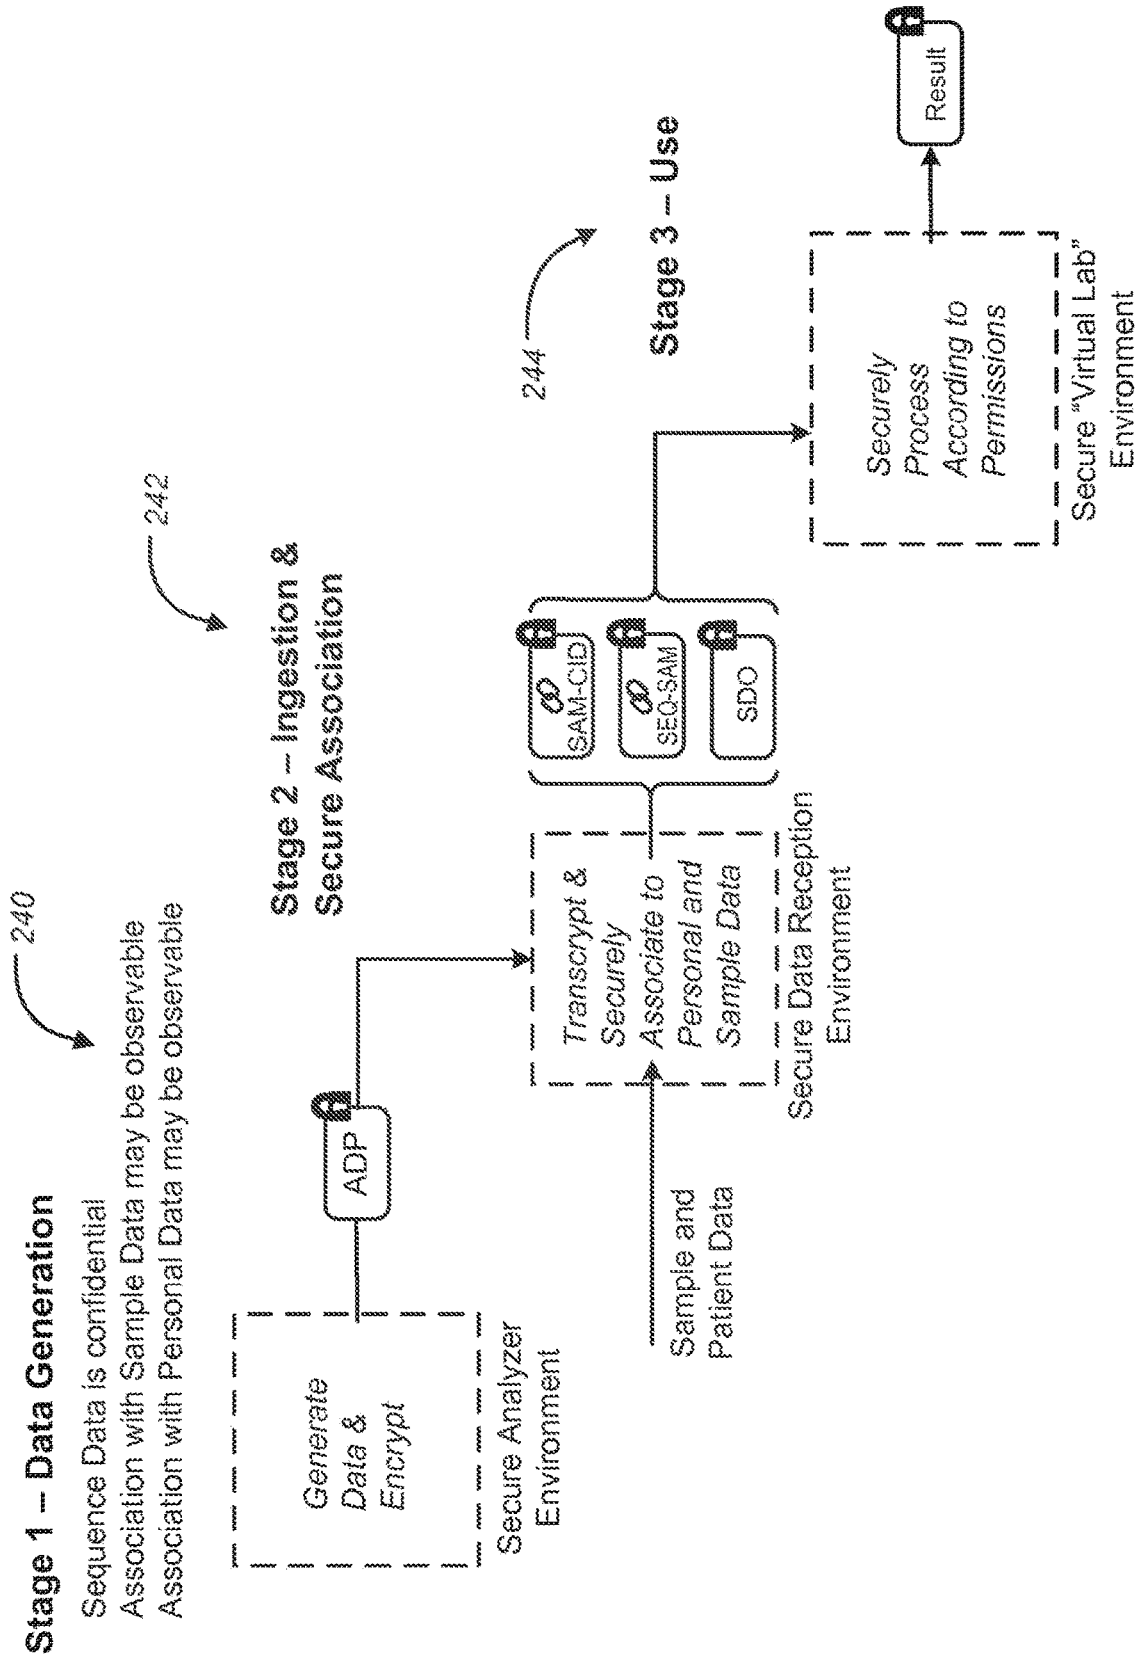 Stage 1 – Data Generation
240
Sequence Data is confidential
Association with Sample Data may be observable
Association with Personal Data may be observable
Generate
Data &
Encrypt
Secure Analyzer
Environment
ADP
242
Stage 2 – Ingestion &
Secure Association
Sample and
Patient Data
Transcrypt &
Securely
Associate to
Personal and
Sample Data
Secure Data Reception
Environment
SAM-CID
SEQ-SAM
SDO
244
Stage 3 – Use
Securely
Process
According to
Permissions
Secure “Virtual Lab”
Environment
Result